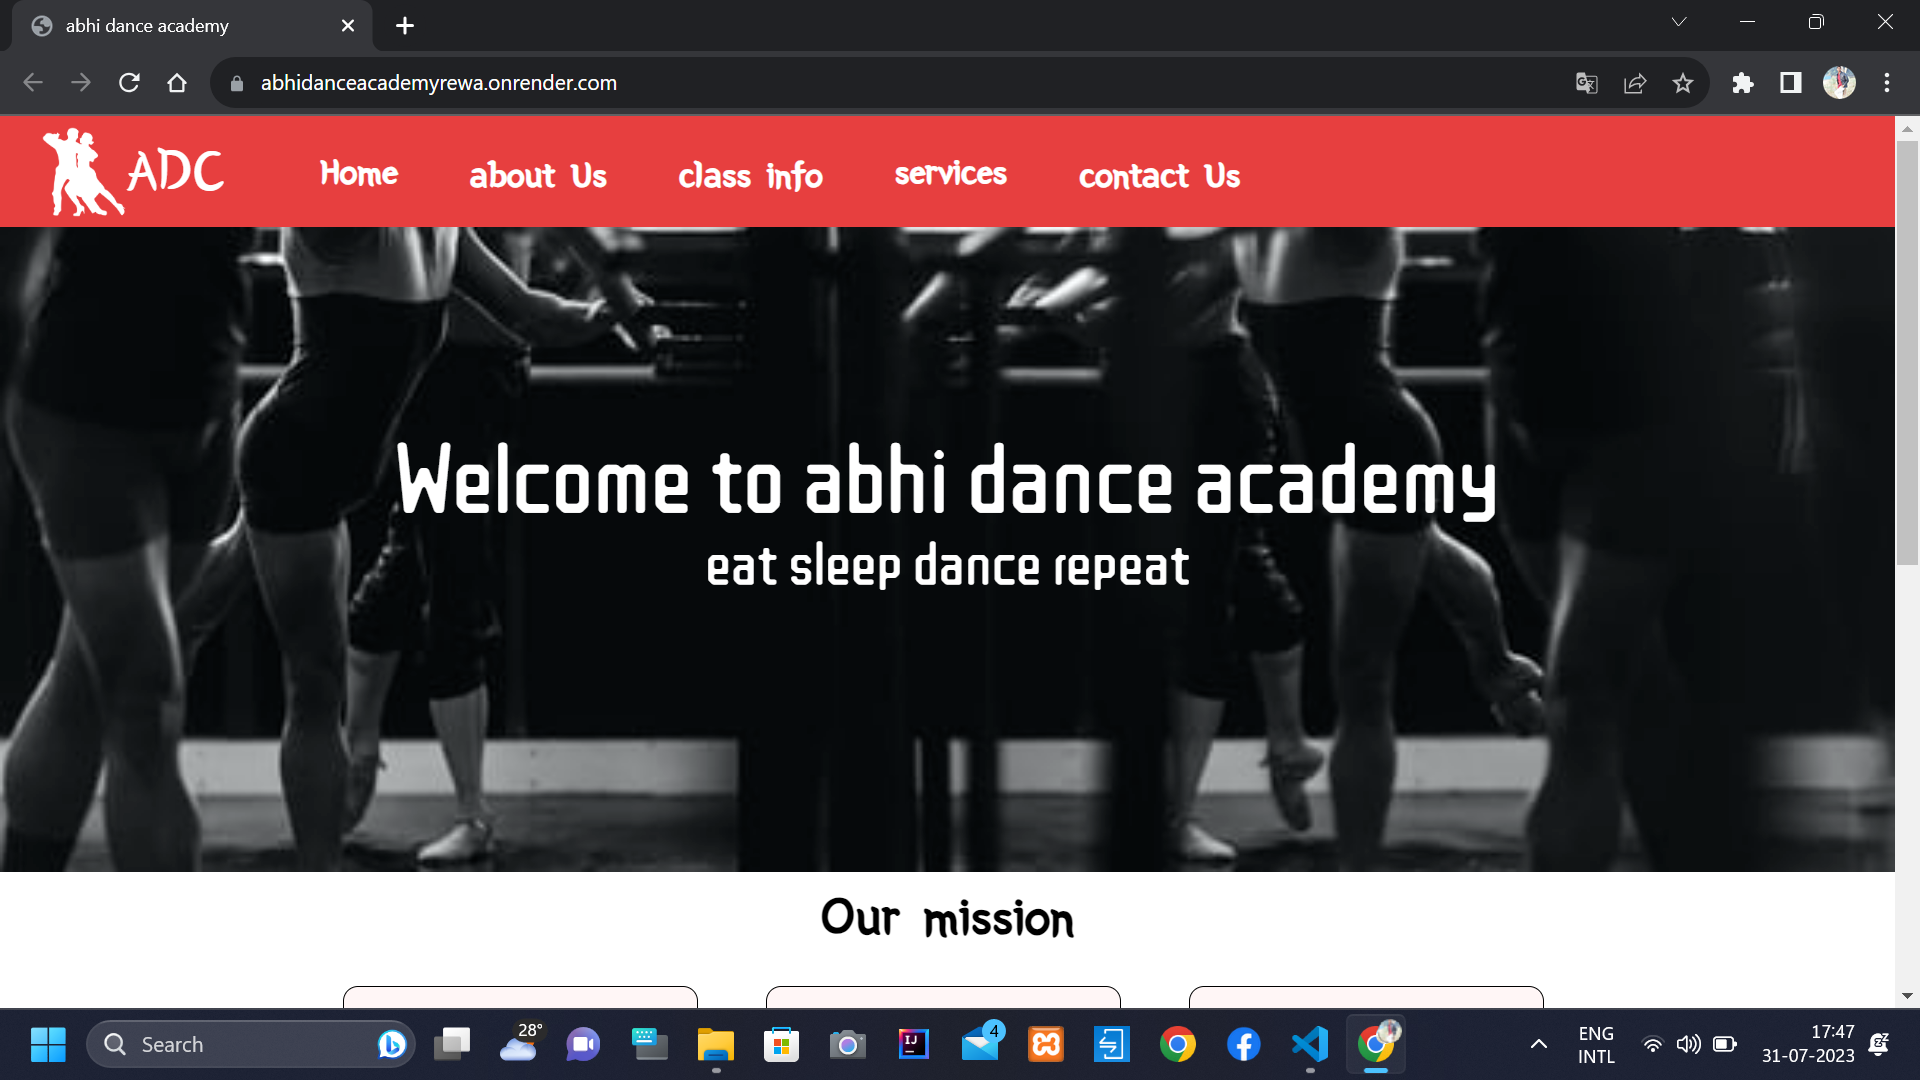 abhi dance academy
abhidanceacademyrewa.onrender.com
ADC Home about Us class info services contact Us
Welcome to abhi dance academy
eat sleep dance repeat
Our mission
Search
28°
IJ
4
ENG
INTL
17:47
31-07-2023